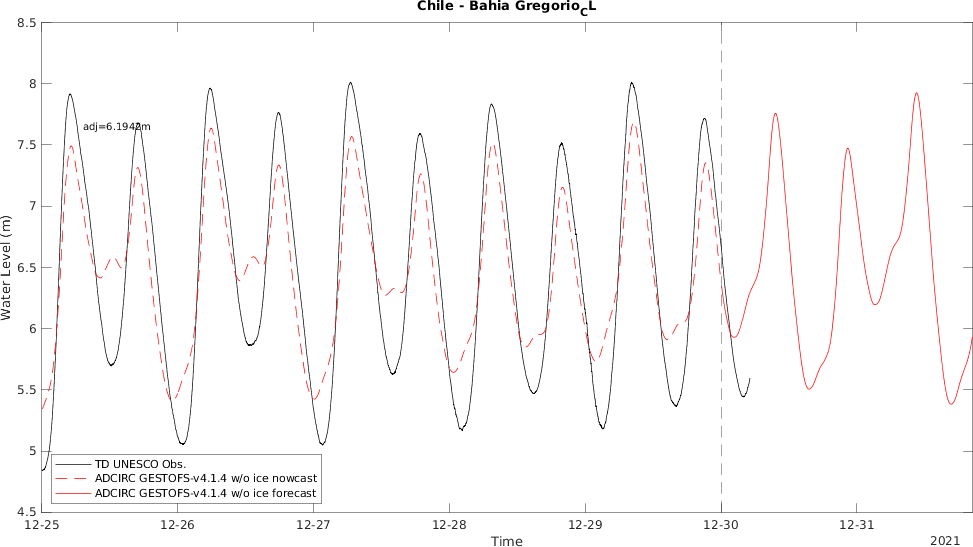 Chile - Bahia Gregorio_CL
8.5
8
7.5
7
6.5
6
5.5
5
4.5
Water Level (m)
adj=6.1942m
TD UNESCO Obs.
ADCIRC GESTOFS-v4.1.4 w/o ice nowcast
ADCIRC GESTOFS-v4.1.4 w/o ice forecast
12-25 12-26 12-27 12-28 12-29 12-30 12-31
Time
2021